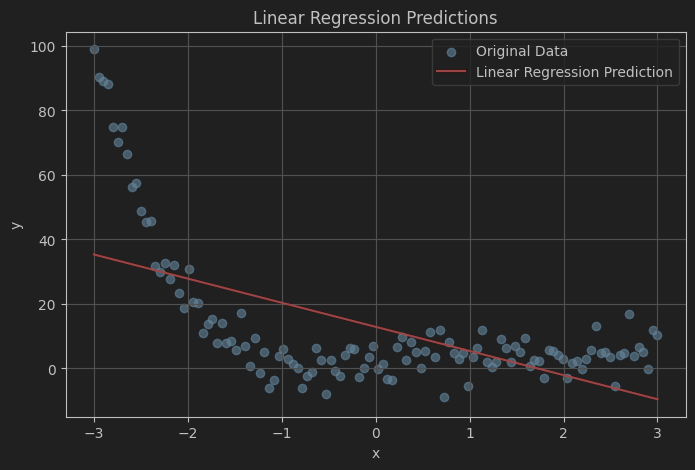 Linear Regression Predictions
Original Data
Linear Regression Prediction
100
80
60
40
20
0
y
−3
−2
−1
0
1
2
3
x